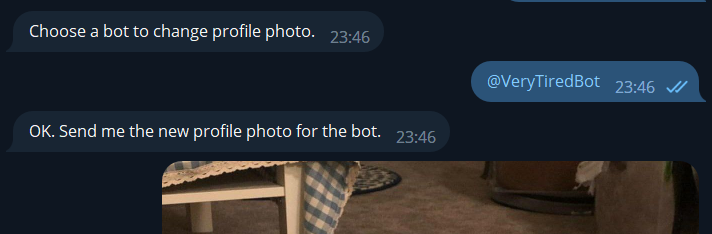 Choose a bot to change profile photo. 23:46
@VeryTiredBot 23:46
OK. Send me the new profile photo for the bot. 23:46